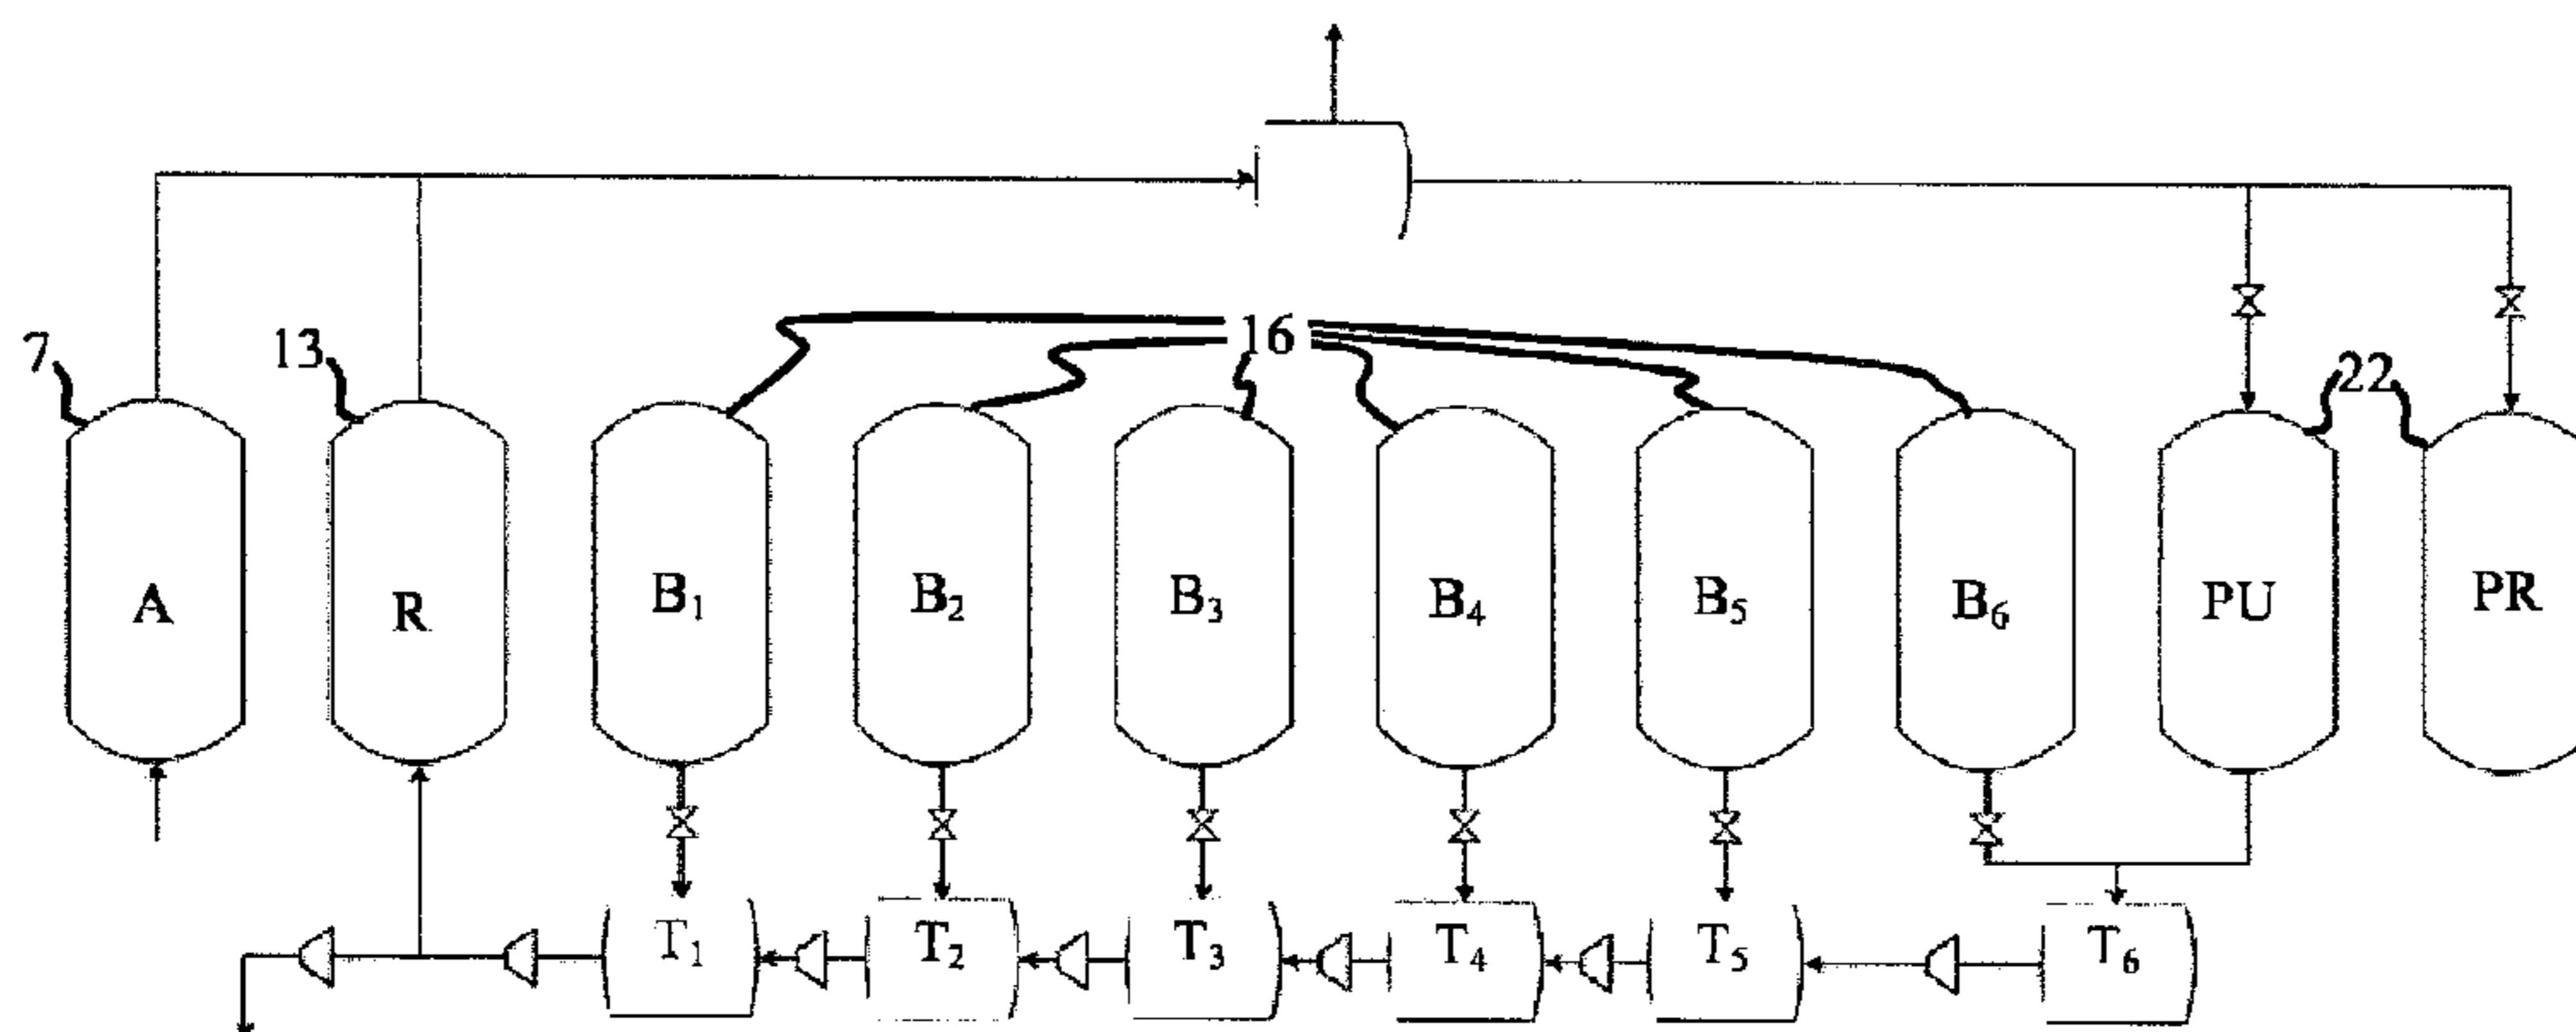 16
7
13
22
A
R
B₁
B₂
B₃
B₄
B₅
B₆
PU
PR
T₁
T₂
T₃
T₄
T₅
T₆